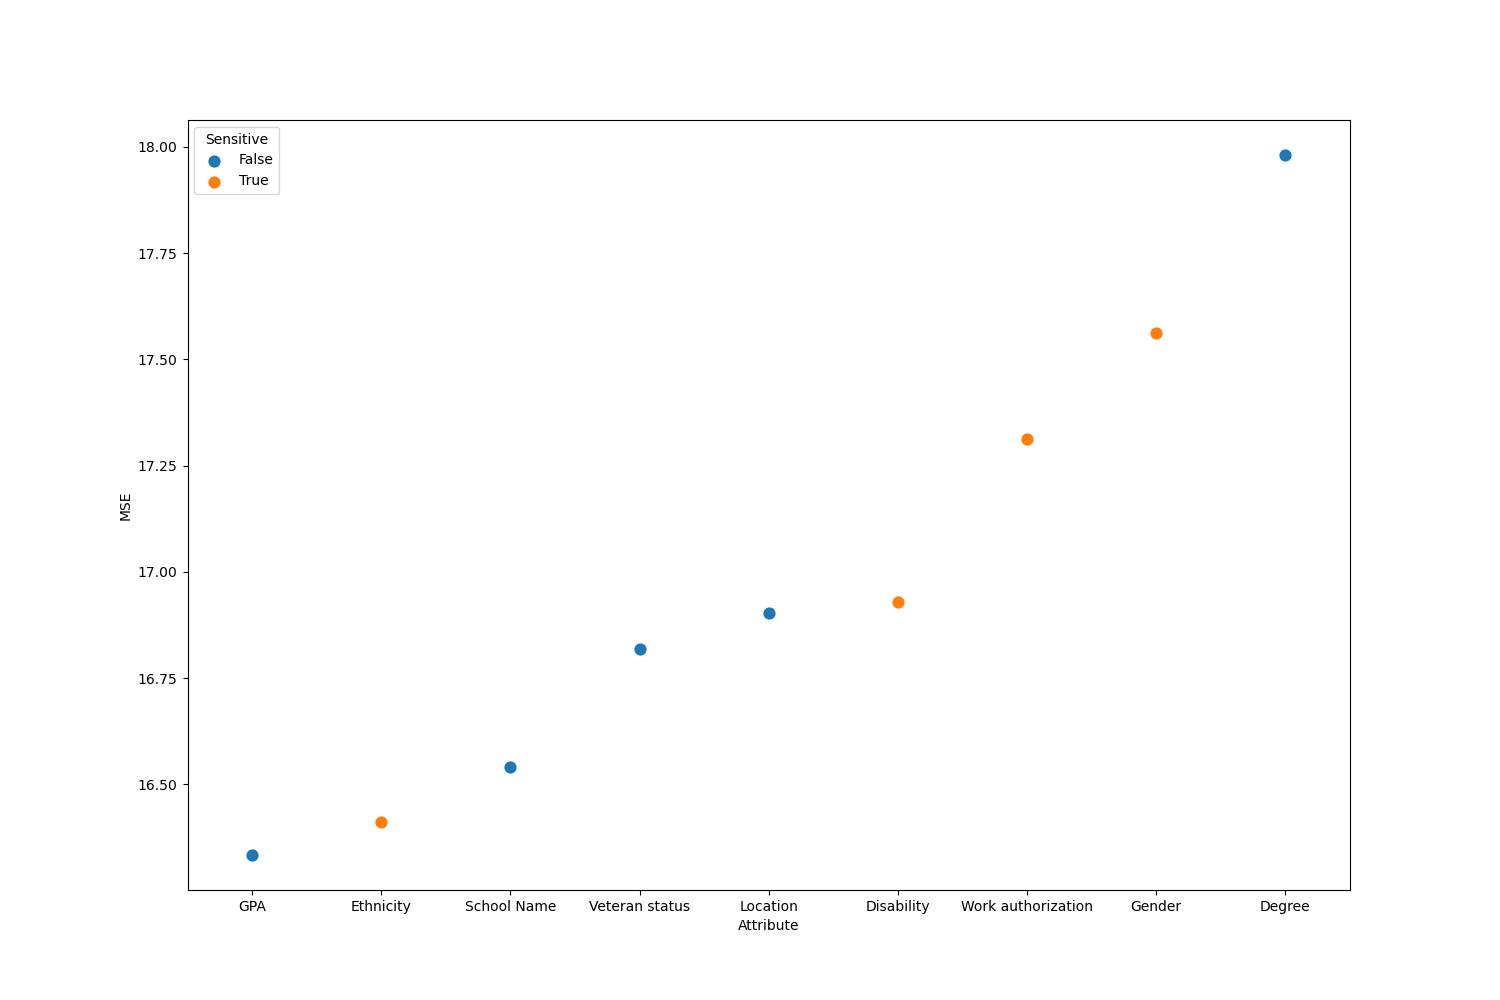 Sensitive
False
True
18.00
17.75
17.50
17.25
17.00
16.75
16.50
MSE
GPA Ethnicity School Name Veteran status Location Disability Work authorization Gender Degree
Attribute